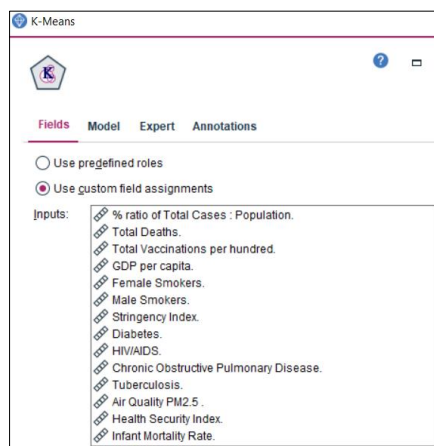 K-Means
K
?
Fields Model Expert Annotations
Use predefined roles
Use custom field assignments
Inputs:
% ratio of Total Cases : Population.
Total Deaths.
Total Vaccinations per hundred.
GDP per capita.
Female Smokers.
Male Smokers.
Stringency Index.
Diabetes.
HIV/AIDS.
Chronic Obstructive Pulmonary Disease.
Tuberculosis.
Air Quality PM2.5 .
Health Security Index.
Infant Mortality Rate.